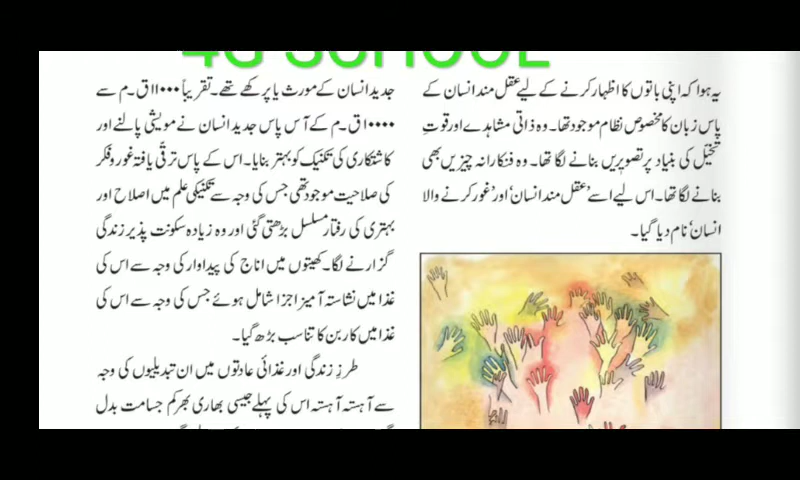 4G SCHOOL
یہ ہوا کہ اپنی باتوں کا اظہار کرنے کے لیے عقل مند انسان کے
پاس زبان کا مخصوص نظام موجود تھا۔ وہ ذاتی مشاہدے اور قوتِ
تخیّل کی بنیاد پر تصویریں بنانے لگا تھا۔ وہ فنکارانہ چیزیں بھی
بنانے لگا تھا۔ اس لیے اسے ’عقل مند انسان‘ اور ’غور کرنے والا
انسان‘ نام دیا گیا۔
جدید انسان کے مورث یا پرکھے تھے۔ تقریباً ۱۱۰۰۰ ق۔م سے
۱۰۰۰۰ ق۔م کے آس پاس جدید انسان نے مویشی پالنے اور
کاشتکاری کی تکنیک کو بہتر بنایا۔ اس کے پاس ترقی یافتہ غور و فکر
کی صلاحیت موجود تھی جس کی وجہ سے تکنیکی علم میں اصلاح اور
بہتری کی رفتار مسلسل بڑھتی گئی اور وہ زیادہ سکونت پذیر زندگی
گزارنے لگا۔ کھیتوں میں اناج کی پیداوار کی وجہ سے اس کی
غذا میں نشاستہ آمیز اجزا شامل ہوئے جس کی وجہ سے اس کی
غذا میں کاربن کا تناسب بڑھ گیا۔
طرزِ زندگی اور غذائی عادتوں میں ان تبدیلیوں کی وجہ
سے آہستہ آہستہ اس کی پہلے جیسی بھاری بھرکم جسامت بدل